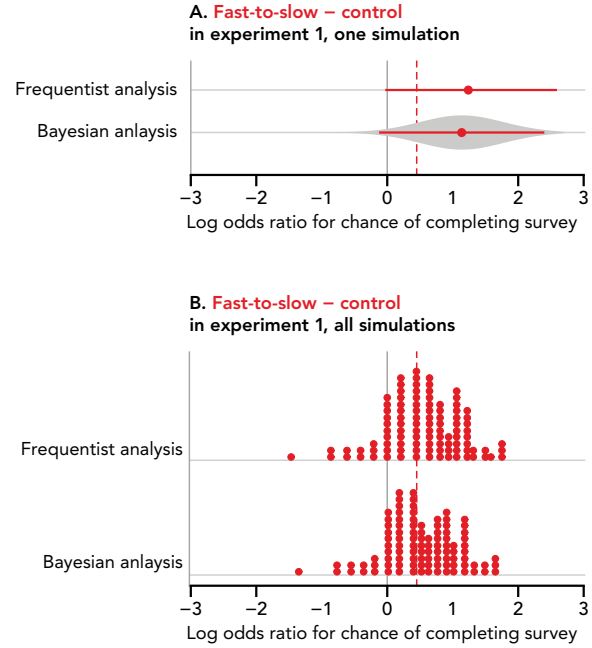 A. Fast-to-slow – control
in experiment 1, one simulation
Frequentist analysis
Bayesian anlaysis
−3 −2 −1 0 1 2 3
Log odds ratio for chance of completing survey
B. Fast-to-slow – control
in experiment 1, all simulations
Frequentist analysis
Bayesian anlaysis
−3 −2 −1 0 1 2 3
Log odds ratio for chance of completing survey